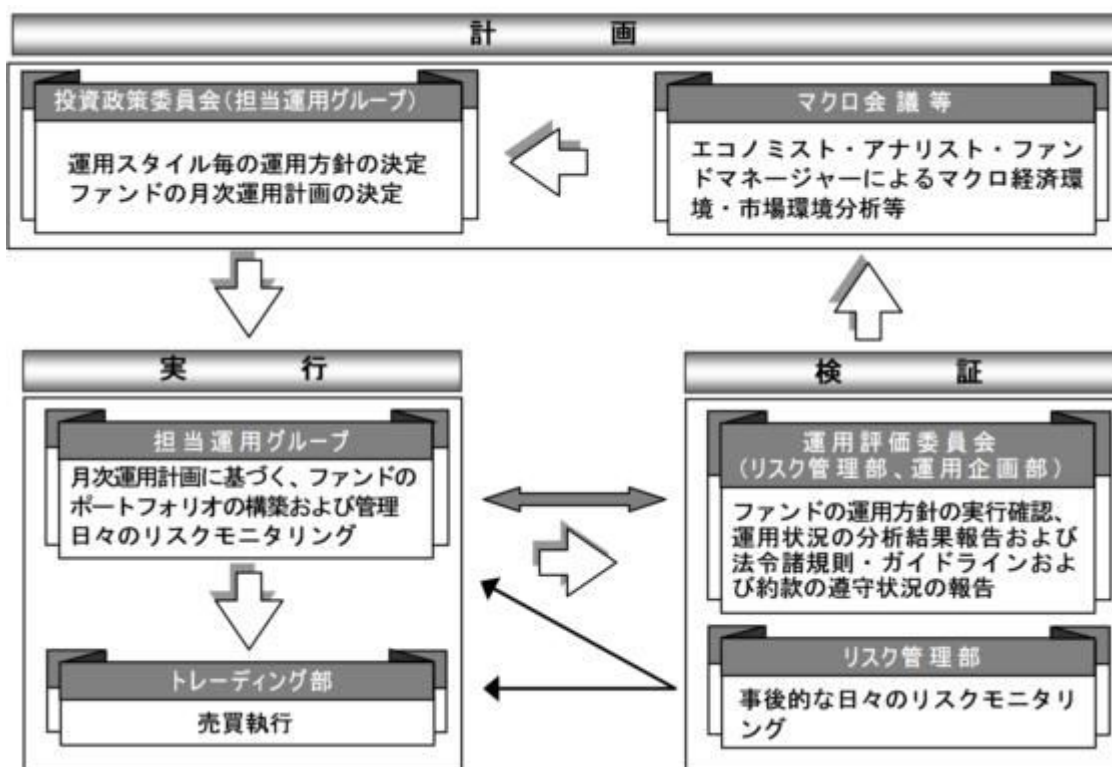 計画
投資政策委員会(担当運用グループ)
運用スタイル毎の運用方針の決定
ファンドの月次運用計画の決定
マクロ会議等
エコノミスト・アナリスト・ファン
ドマネージャーによるマクロ経済環
境・市場環境分析等
実行
担当運用グループ
月次運用計画に基づく、ファンドの
ポートフォリオの構築および管理
日々のリスクモニタリング
トレーディング部
売買執行
検証
運用評価委員会
(リスク管理部、運用企画部)
ファンドの運用方針の実行確認、
運用状況の分析結果報告および
法令諸規則・ガイドラインおよ
び約款の遵守状況の報告
リスク管理部
事後的な日々のリスクモニタリ
ング